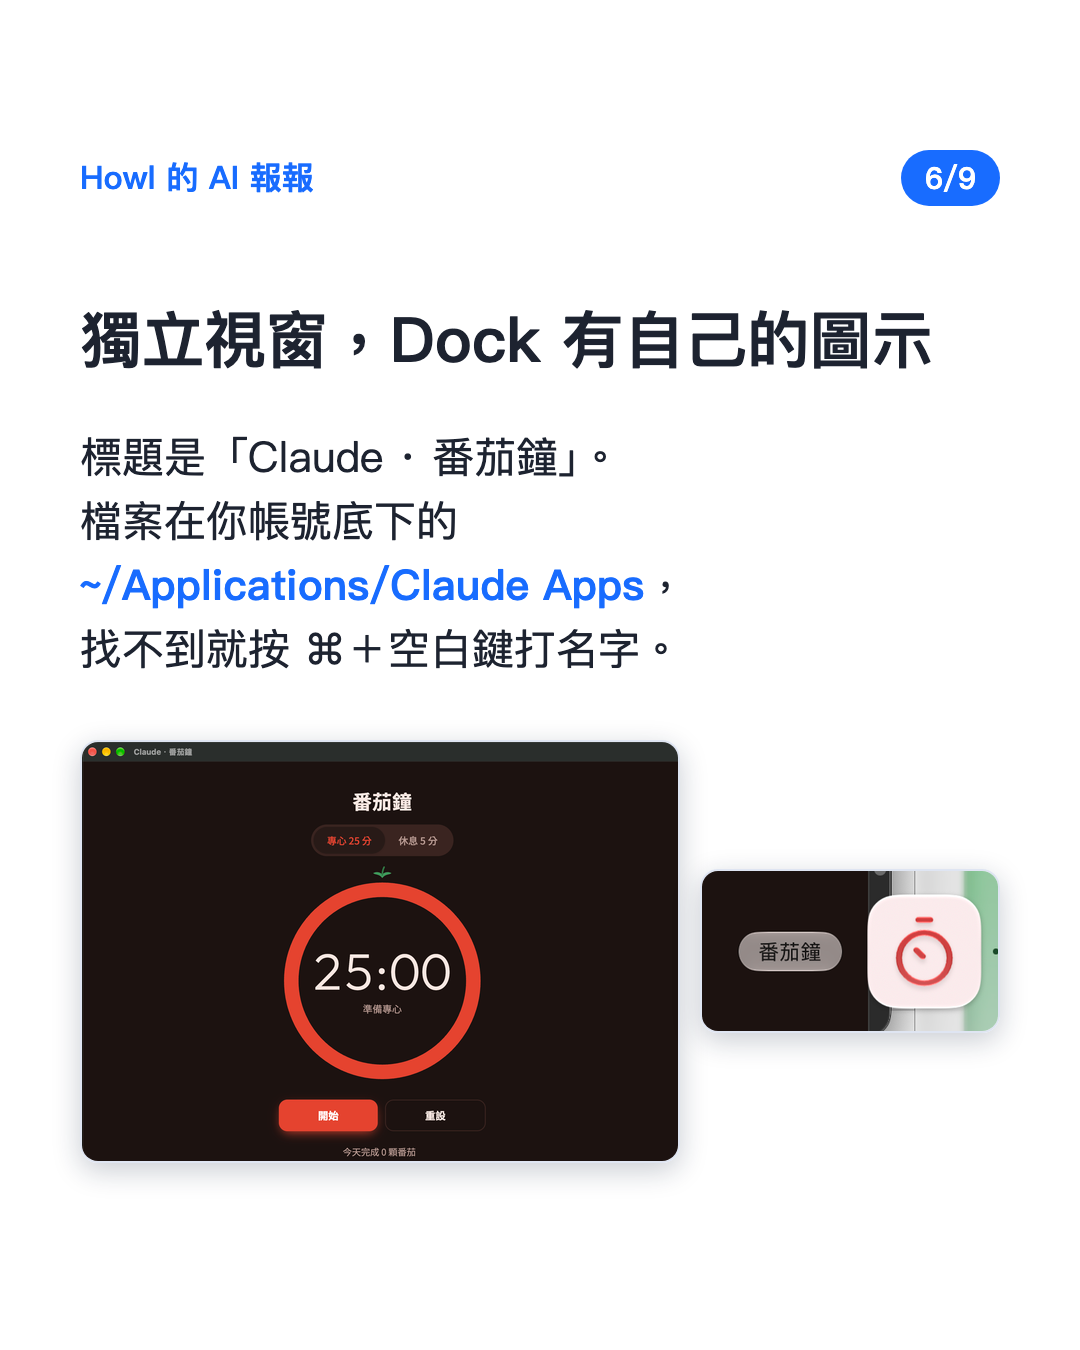 Howl 的 AI 報報
6/9
獨立視窗，Dock 有自己的圖示
標題是「Claude · 番茄鐘」。
檔案在你帳號底下的
~/Applications/Claude Apps，
找不到就按 ⌘＋空白鍵打名字。
Claude · 番茄鐘
番茄鐘
專心 25 分
休息 5 分
25:00
準備專心
開始
重設
今天完成 0 顆番茄
番茄鐘